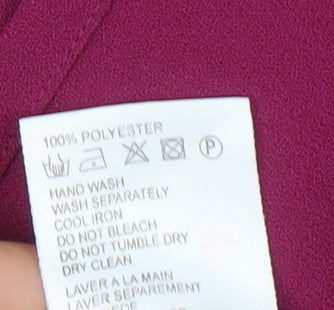 100% POLYESTER
P
HAND WASH
WASH SEPARATELY
COOL IRON
DO NOT BLEACH
DO NOT TUMBLE DRY
DRY CLEAN
LAVER A LA MAIN
LAVER SEPAREMENT